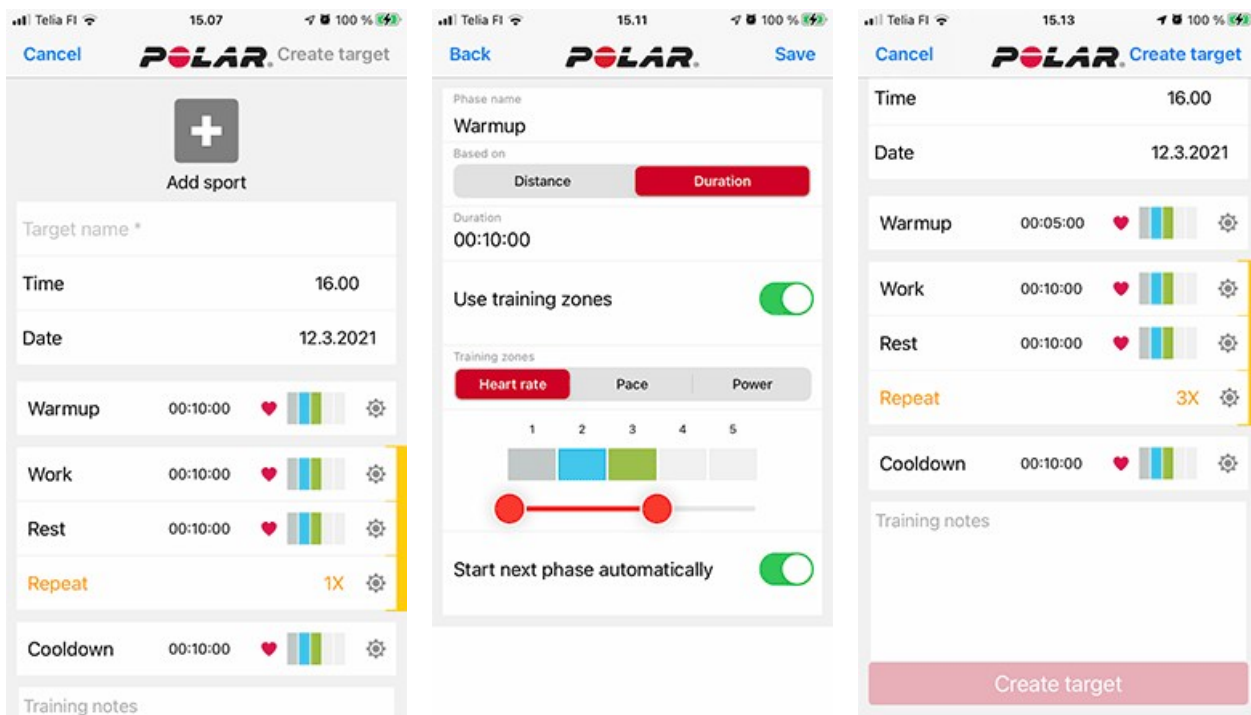 Telia FI 15.07 100 %
Cancel POLAR. Create target
Add sport
Target name *
Time 16.00
Date 12.3.2021
Warmup 00:10:00
Work 00:10:00
Rest 00:10:00
Repeat 1X
Cooldown 00:10:00
Training notes
Telia FI 15.11 100 %
Back POLAR. Save
Phase name
Warmup
Based on
Distance Duration
Duration
00:10:00
Use training zones
Training zones
Heart rate Pace Power
1 2 3 4 5
Start next phase automatically
Telia FI 15.13 100 %
Cancel POLAR. Create target
Time 16.00
Date 12.3.2021
Warmup 00:05:00
Work 00:10:00
Rest 00:10:00
Repeat 3X
Cooldown 00:10:00
Training notes
Create target